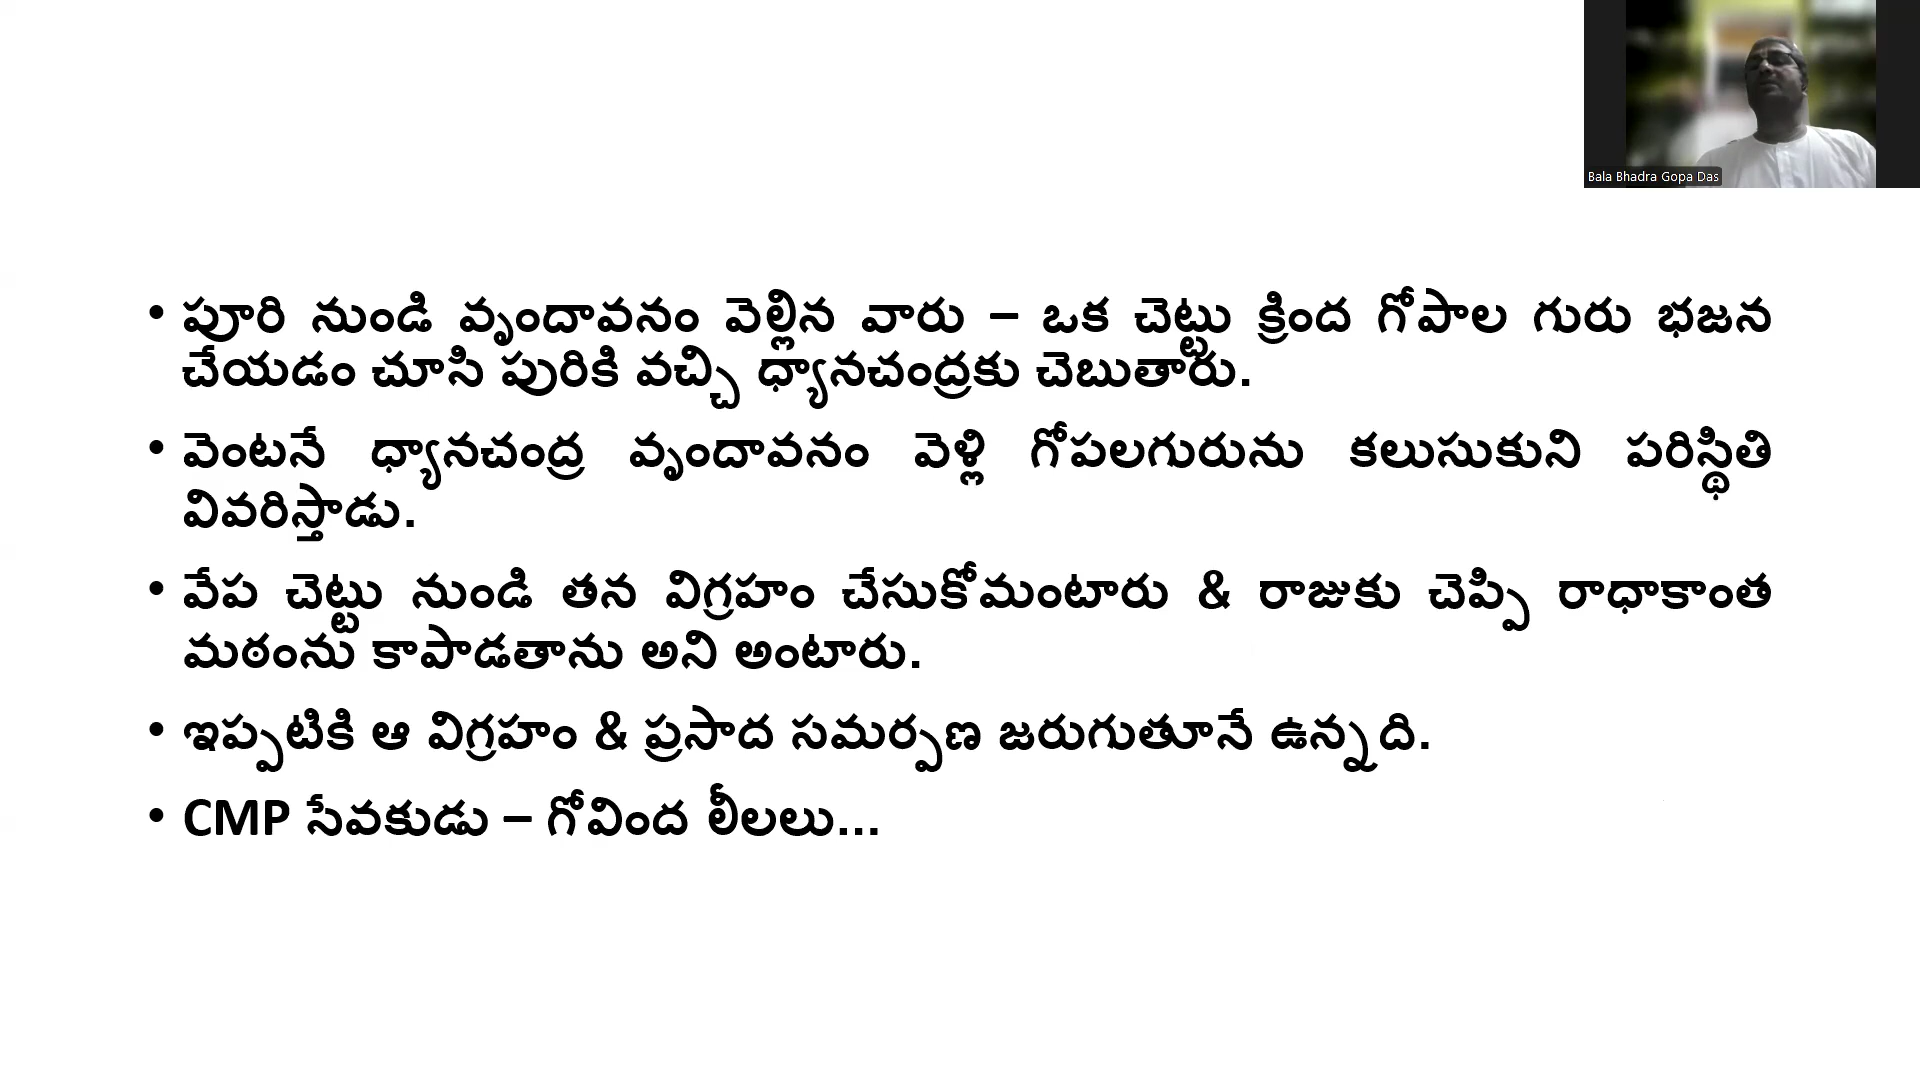 Bala Bhadra Gopa Das
• పూరి నుండి వృందావనం వెల్లిన వారు – ఒక చెట్టు క్రింద గోపాల గురు భజన
చేయడం చూసి పురికి వచ్చి ధ్యానచంద్రకు చెబుతారు.
• వెంటనే ధ్యానచంద్ర వృందావనం వెళ్లి గోపలగురును కలుసుకుని పరిస్థితి
వివరిస్తాడు.
• వేప చెట్టు నుండి తన విగ్రహం చేసుకోమంటారు & రాజుకు చెప్పి రాధాకాంత
మఠంను కాపాడతాను అని అంటారు.
• ఇప్పటికి ఆ విగ్రహం & ప్రసాద సమర్పణ జరుగుతూనే ఉన్నది.
• CMP సేవకుడు – గోవింద లీలలు...